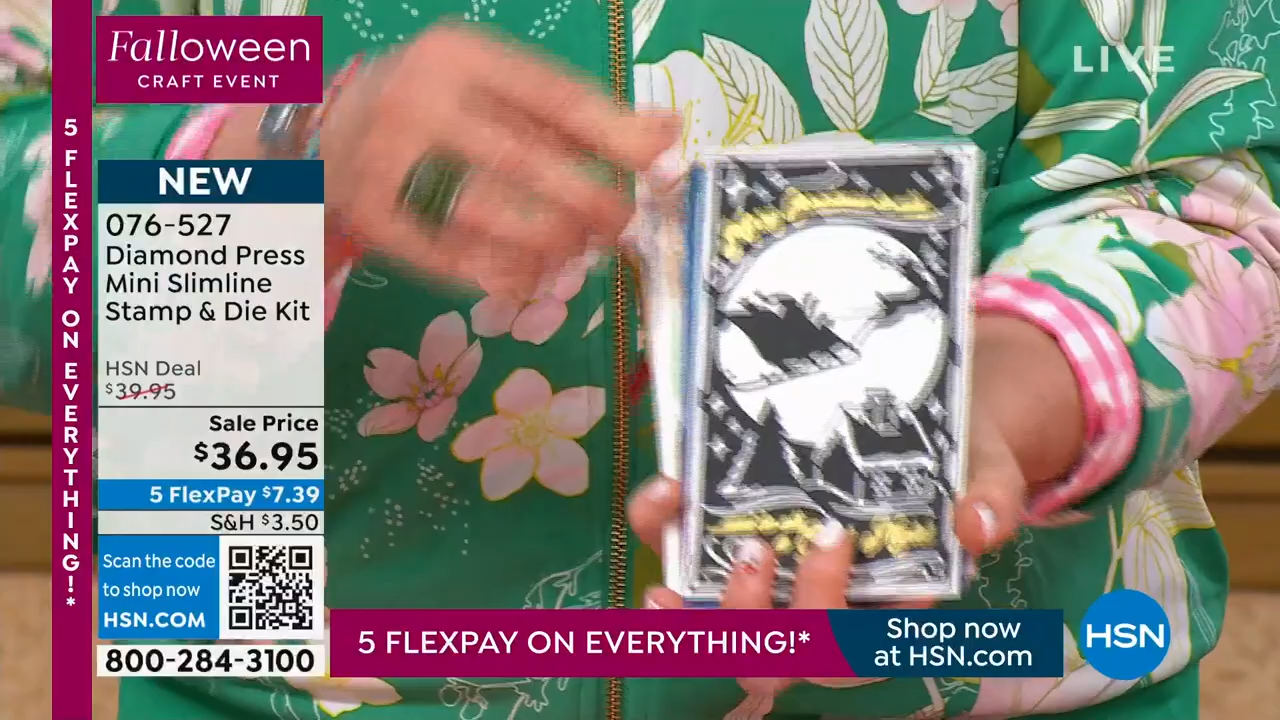 Falloween
CRAFT EVENT
LIVE
5 FLEXPAY ON EVERYTHING!*
NEW
076-527
Diamond Press
Mini Slimline
Stamp & Die Kit
HSN Deal
$39.95
Sale Price
$36.95
5 FlexPay $7.39
S&H $3.50
Scan the code
to shop now
HSN.COM
800-284-3100
5 FLEXPAY ON EVERYTHING!*
Shop now
at HSN.com
HSN